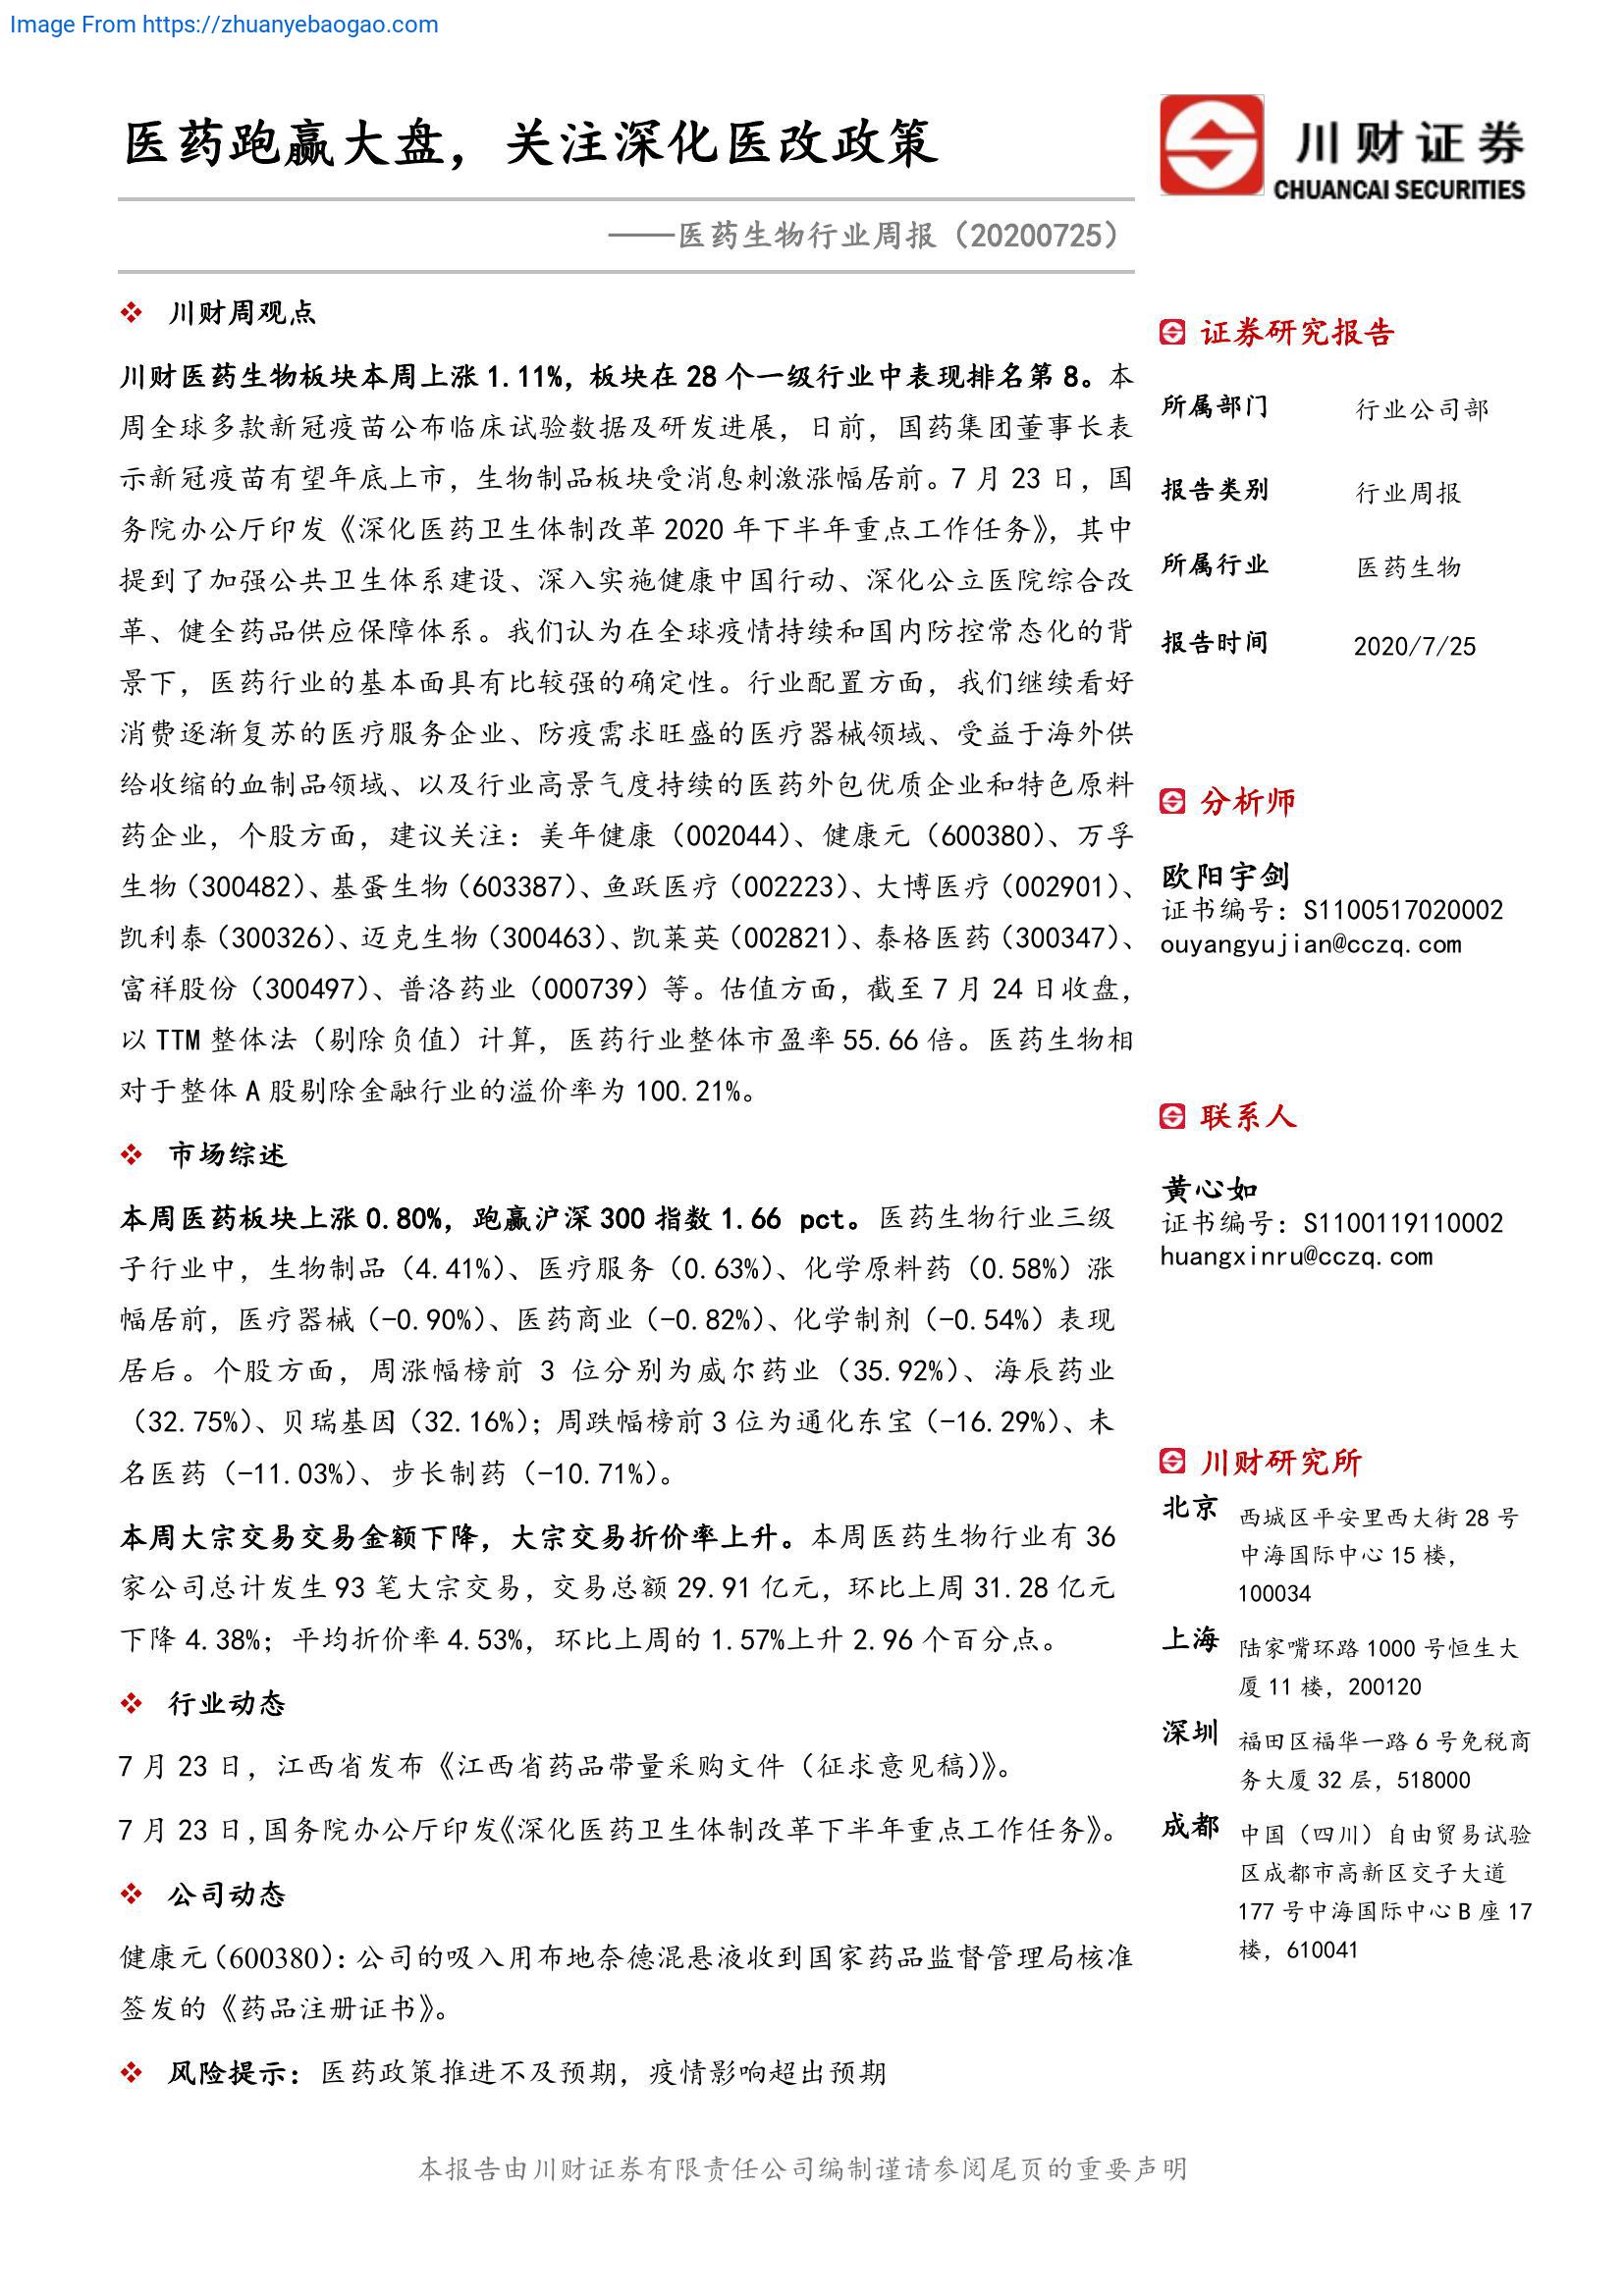 Image From https://zhuanyebaogao.com
医药跑赢大盘，关注深化医改政策
川财证券
CHUANCAI SECURITIES
——医药生物行业周报（20200725）
川财周观点
川财医药生物板块本周上涨 1.11%，板块在 28 个一级行业中表现排名第 8。本
周全球多款新冠疫苗公布临床试验数据及研发进展，日前，国药集团董事长表
示新冠疫苗有望年底上市，生物制品板块受消息刺激涨幅居前。7 月 23 日，国
务院办公厅印发《深化医药卫生体制改革 2020 年下半年重点工作任务》，其中
提到了加强公共卫生体系建设、深入实施健康中国行动、深化公立医院综合改
革、健全药品供应保障体系。我们认为在全球疫情持续和国内防控常态化的背
景下，医药行业的基本面具有比较强的确定性。行业配置方面，我们继续看好
消费逐渐复苏的医疗服务企业、防疫需求旺盛的医疗器械领域、受益于海外供
给收缩的血制品领域、以及行业高景气度持续的医药外包优质企业和特色原料
药企业，个股方面，建议关注：美年健康（002044）、健康元（600380）、万孚
生物（300482）、基蛋生物（603387）、鱼跃医疗（002223）、大博医疗（002901）、
凯利泰（300326）、迈克生物（300463）、凯莱英（002821）、泰格医药（300347）、
富祥股份（300497）、普洛药业（000739）等。估值方面，截至 7 月 24 日收盘，
以 TTM 整体法（剔除负值）计算，医药行业整体市盈率 55.66 倍。医药生物相
对于整体 A 股剔除金融行业的溢价率为 100.21%。
市场综述
本周医药板块上涨 0.80%，跑赢沪深 300 指数 1.66 pct。医药生物行业三级
子行业中，生物制品（4.41%）、医疗服务（0.63%）、化学原料药（0.58%）涨
幅居前，医疗器械（-0.90%）、医药商业（-0.82%）、化学制剂（-0.54%）表现
居后。个股方面，周涨幅榜前 3 位分别为威尔药业（35.92%）、海辰药业
（32.75%）、贝瑞基因（32.16%）；周跌幅榜前 3 位为通化东宝（-16.29%）、未
名医药（-11.03%）、步长制药（-10.71%）。
本周大宗交易交易金额下降，大宗交易折价率上升。本周医药生物行业有 36
家公司总计发生 93 笔大宗交易，交易总额 29.91 亿元，环比上周 31.28 亿元
下降 4.38%；平均折价率 4.53%，环比上周的 1.57%上升 2.96 个百分点。
行业动态
7 月 23 日，江西省发布《江西省药品带量采购文件（征求意见稿）》。
7 月 23 日，国务院办公厅印发《深化医药卫生体制改革下半年重点工作任务》。
公司动态
健康元（600380）：公司的吸入用布地奈德混悬液收到国家药品监督管理局核准
签发的《药品注册证书》。
风险提示：医药政策推进不及预期，疫情影响超出预期
证券研究报告
所属部门 行业公司部
报告类别 行业周报
所属行业 医药生物
报告时间 2020/7/25
分析师
欧阳宇剑
证书编号：S1100517020002
ouyangyujian@cczq.com
联系人
黄心如
证书编号：S1100119110002
huangxinru@cczq.com
川财研究所
北京 西城区平安里西大街 28 号
中海国际中心 15 楼，
100034
上海 陆家嘴环路 1000 号恒生大
厦 11 楼，200120
深圳 福田区福华一路 6 号免税商
务大厦 32 层，518000
成都 中国（四川）自由贸易试验
区成都市高新区交子大道
177 号中海国际中心 B 座 17
楼，610041
本报告由川财证券有限责任公司编制谨请参阅尾页的重要声明